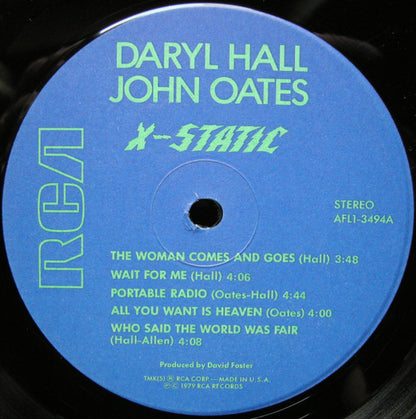 DARYL HALL
JOHN OATES
X-STATIC
RCA
STEREO
AFL1-3494A
THE WOMAN COMES AND GOES (Hall) 3:48
WAIT FOR ME (Hall) 4:06
PORTABLE RADIO (Oates-Hall) 4:44
ALL YOU WANT IS HEAVEN (Oates) 4:00
WHO SAID THE WORLD WAS FAIR
(Hall-Allen) 4:08
Produced by David Foster
TMK(S) ® RCA CORP.—MADE IN U.S.A.
℗ © 1979 RCA RECORDS